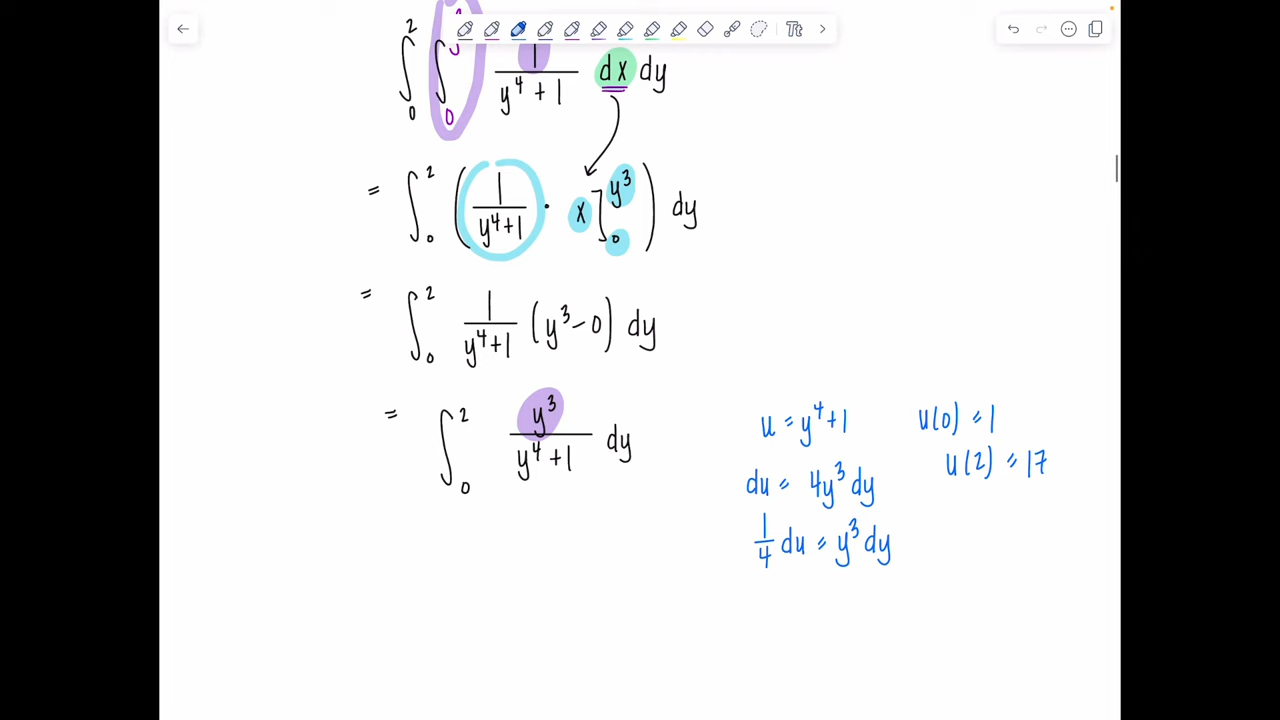 Tt
∫₀² ∫₀ 1/(y⁴ + 1) dx dy
= ∫₀² (1/(y⁴+1) · x]₀^(y³)) dy
= ∫₀² 1/(y⁴+1) (y³ − 0) dy
= ∫₀² y³/(y⁴+1) dy
u = y⁴+1 u(0) = 1
u(2) = 17
du = 4y³ dy
1/4 du = y³ dy